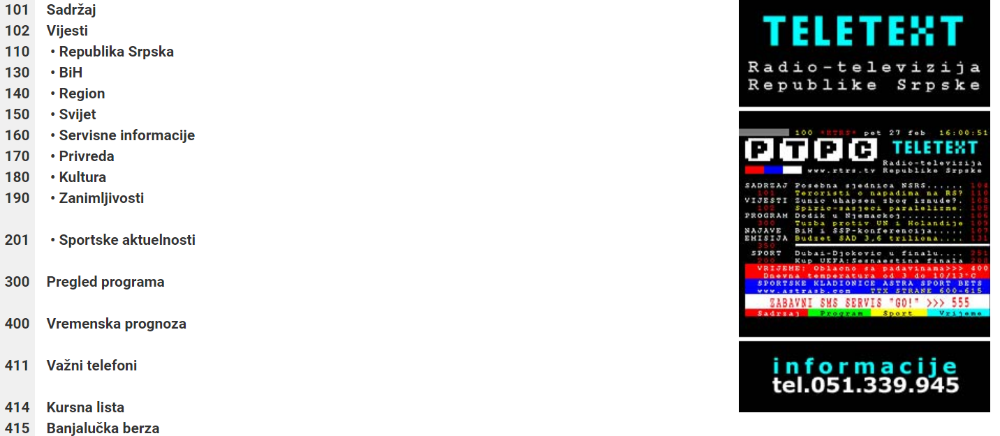 101 Sadržaj
102 Vijesti
110 • Republika Srpska
130 • BiH
140 • Region
150 • Svijet
160 • Servisne informacije
170 • Privreda
180 • Kultura
190 • Zanimljivosti
201 • Sportske aktuelnosti
300 Pregled programa
400 Vremenska prognoza
411 Važni telefoni
414 Kursna lista
415 Banjalučka berza
TELETEXT
Radio-televizija
Republike Srpske
100 *RTRS* pet 27 feb 16:00:51
РТРС TELETEXT
Radio-televizija
www.rtrs.tv Republike Srpske
SADRZAJ Posebna sjednica NSRS...... 104
101 Teroristi o napadima na RS? 110
VIJESTI Zunic uhapsen zbog iznude?. 108
102 Spiric-sasjeci paralelizme. 105
PROGRAM Dodik u Njemackoj.......... 106
300 Tuzba protiv UN i Holandije 109
NAJAVE BiH i SSP-konferencija..... 107
EMISIJA Budzet SAD 3,6 triliona.... 131
350
SPORT Dubai-Djokovic u finalu.... 251
200 Kup UEFA:Sesnaestina finala 208
VRIJEME: Oblacno sa padavinama>>> 400
Dnevna temperatura od 3 do 10/13°C
SPORTSKE KLADIONICE ASTRA SPORT BETS
www.astrasb.com TTX STRANE 600-615
ZABAVNI SMS SERVIS "GO!" >>> 555
Sadrzaj Program Sport Vrijeme
informacije
tel.051.339.945